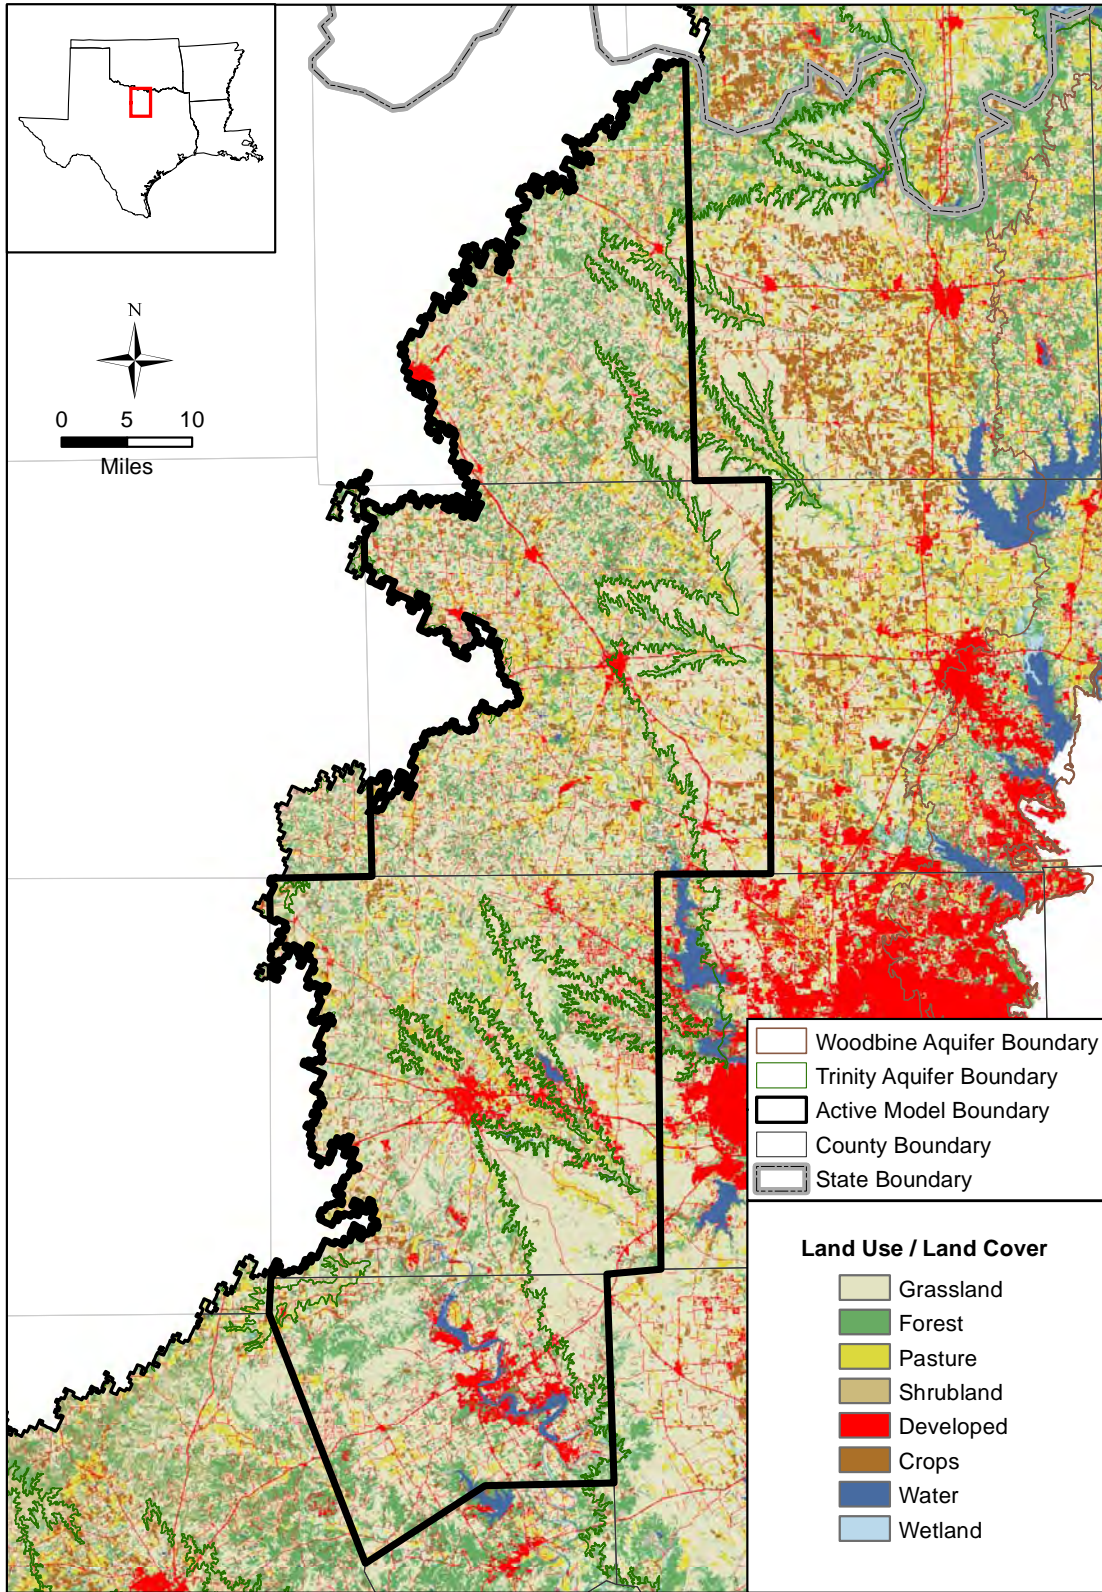 N
0 5 10
Miles
Woodbine Aquifer Boundary
Trinity Aquifer Boundary
Active Model Boundary
County Boundary
State Boundary
Land Use / Land Cover
Grassland
Forest
Pasture
Shrubland
Developed
Crops
Water
Wetland